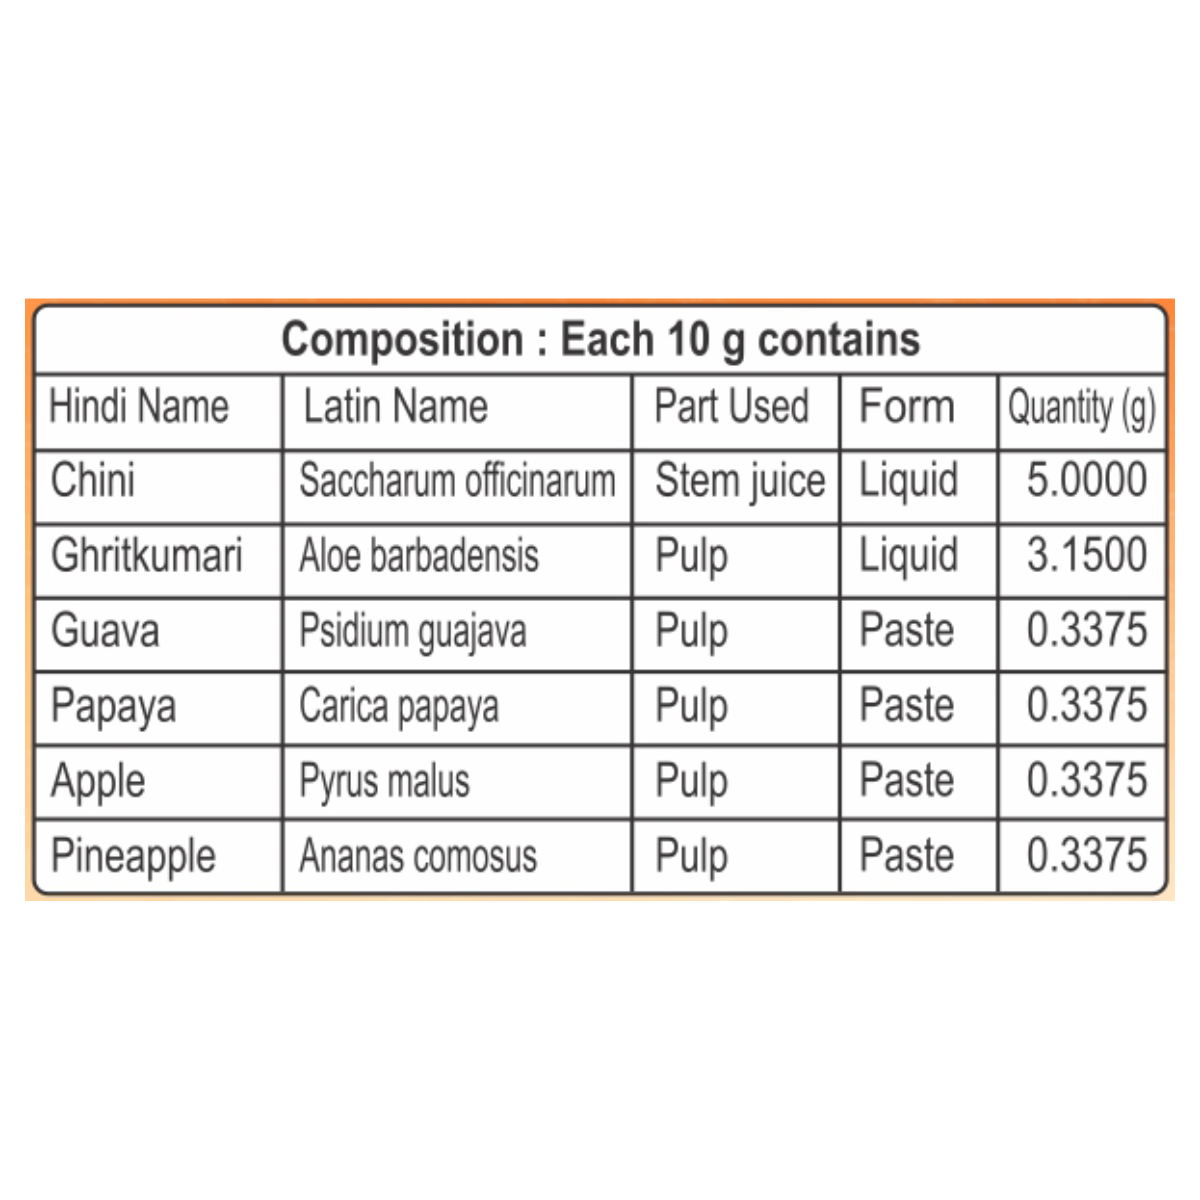 Composition : Each 10 g contains
Hindi Name Latin Name Part Used Form Quantity (g)
Chini Saccharum officinarum Stem juice Liquid 5.0000
Ghritkumari Aloe barbadensis Pulp Liquid 3.1500
Guava Psidium guajava Pulp Paste 0.3375
Papaya Carica papaya Pulp Paste 0.3375
Apple Pyrus malus Pulp Paste 0.3375
Pineapple Ananas comosus Pulp Paste 0.3375